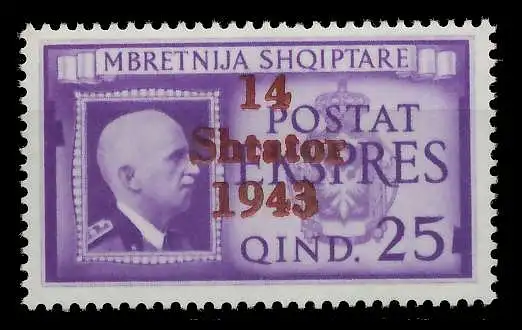 MBRETNIJA SHQIPTARE
14
POSTAT
Shtator
EKSPRES
1943
QIND. 25